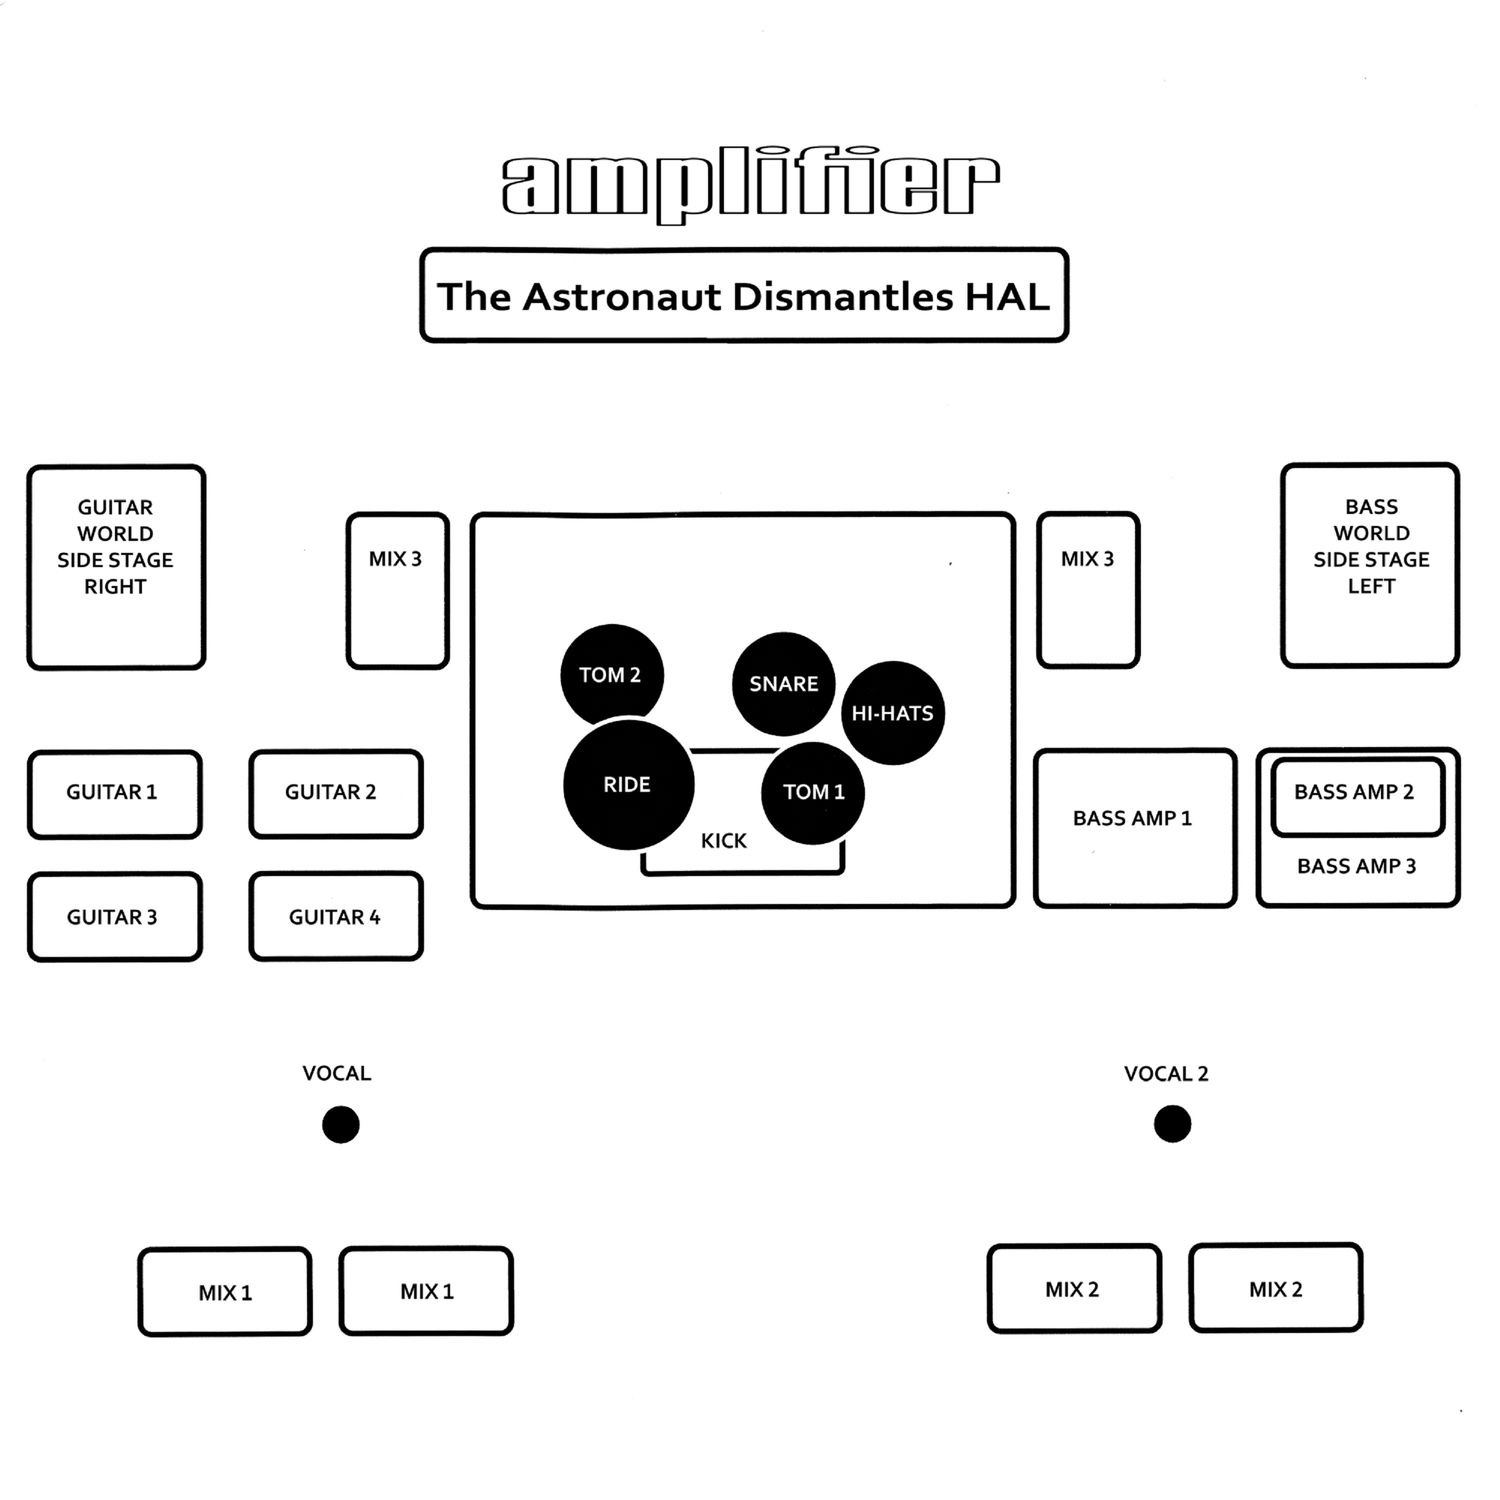 amplifier
The Astronaut Dismantles HAL
GUITAR
WORLD
SIDE STAGE
RIGHT
MIX 3
MIX 3
BASS
WORLD
SIDE STAGE
LEFT
TOM 2
SNARE
HI-HATS
RIDE
TOM 1
KICK
GUITAR 1
GUITAR 2
GUITAR 3
GUITAR 4
BASS AMP 1
BASS AMP 2
BASS AMP 3
VOCAL
VOCAL 2
MIX 1
MIX 1
MIX 2
MIX 2